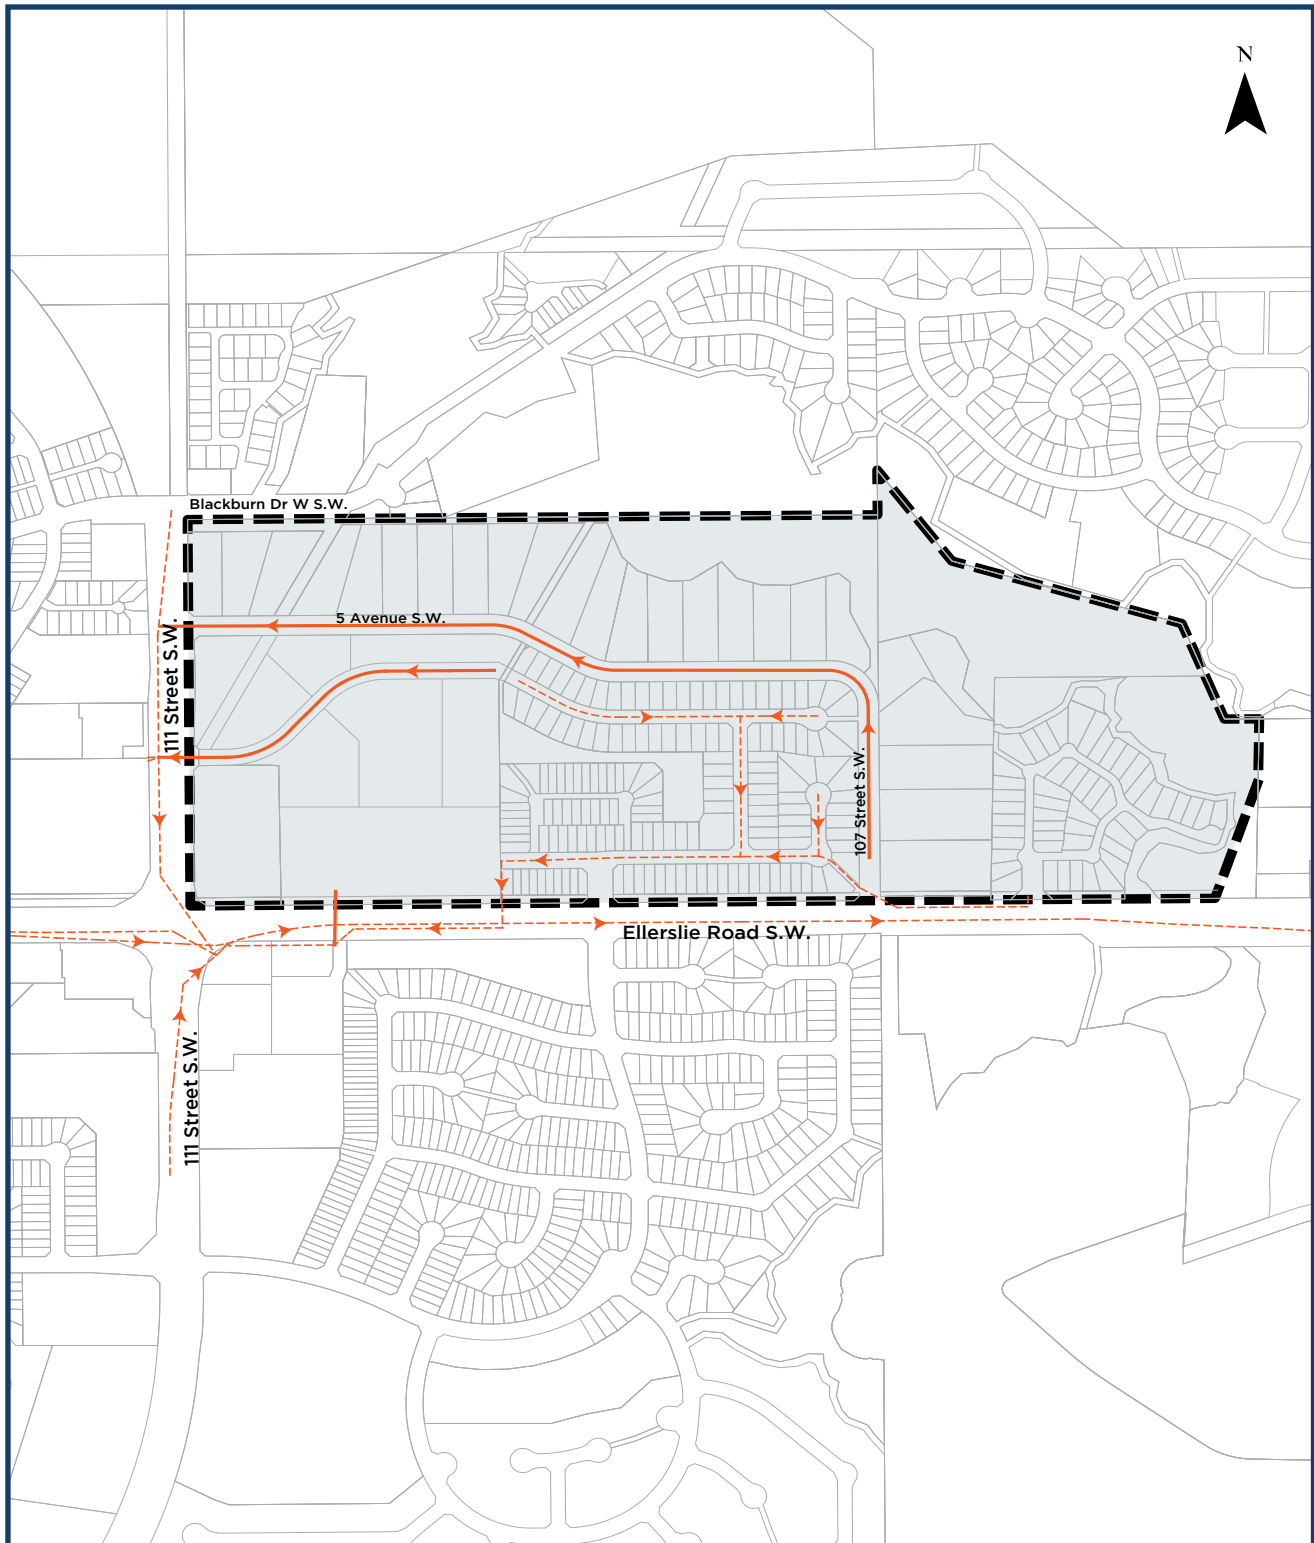 N
Blackburn Dr W S.W.
5 Avenue S.W.
111 Street S.W.
107 Street S.W.
Ellerslie Road S.W.
111 Street S.W.